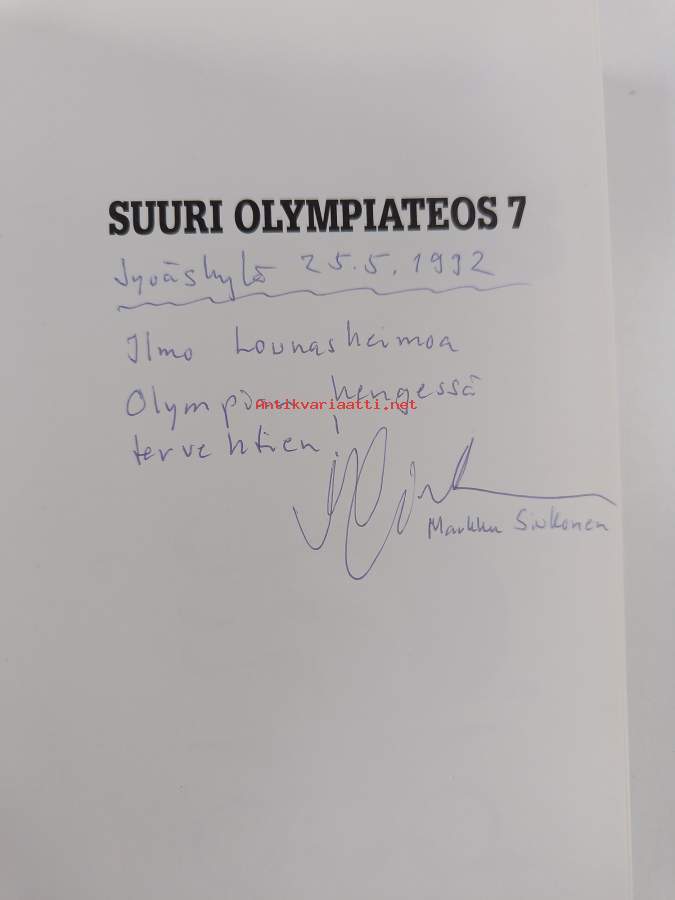 SUURI OLYMPIATEOS 7
Jyväskylä 25.5.1992
Ilmo Lounasheimoa
Olympian hengessä
Antikvariaatti.net
tervehtien!
Markku Siukonen